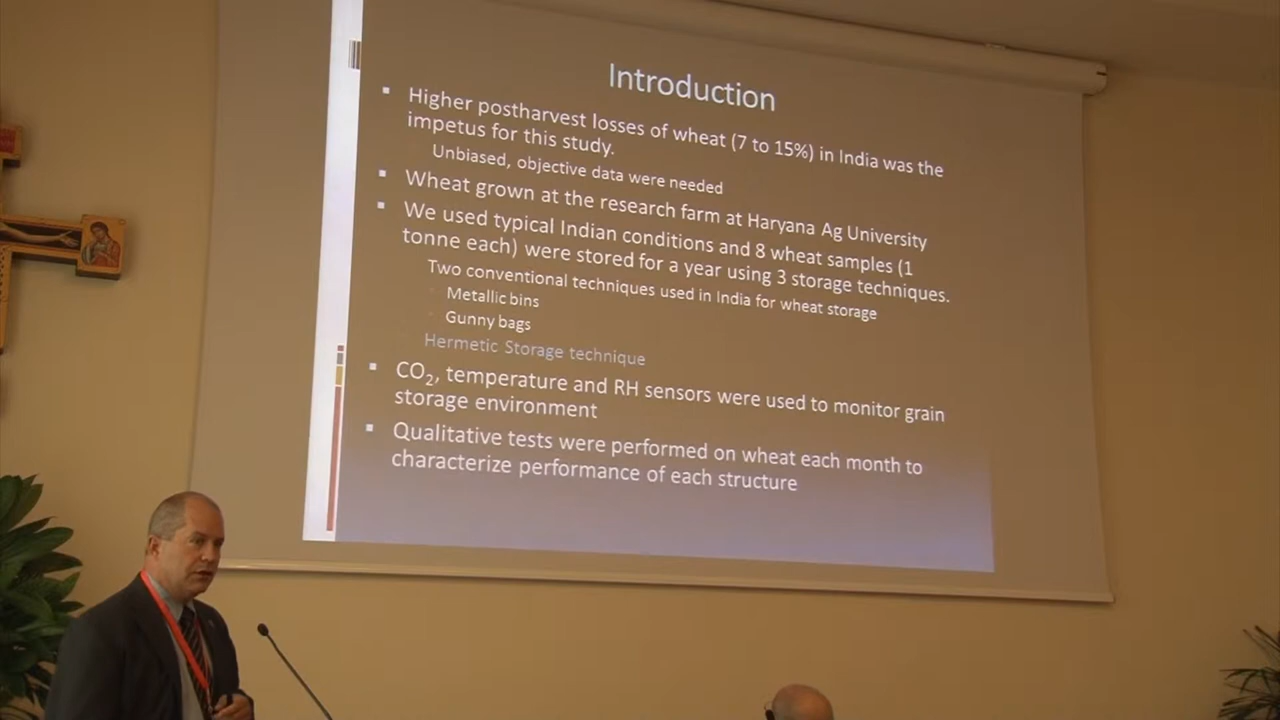 Introduction
▪ Higher postharvest losses of wheat (7 to 15%) in India was the
impetus for this study.
Unbiased, objective data were needed
▪ Wheat grown at the research farm at Haryana Ag University
▪ We used typical Indian conditions and 8 wheat samples (1
tonne each) were stored for a year using 3 storage techniques.
Two conventional techniques used in India for wheat storage
Metallic bins
Gunny bags
Hermetic Storage technique
▪ CO₂, temperature and RH sensors were used to monitor grain
storage environment
▪ Qualitative tests were performed on wheat each month to
characterize performance of each structure